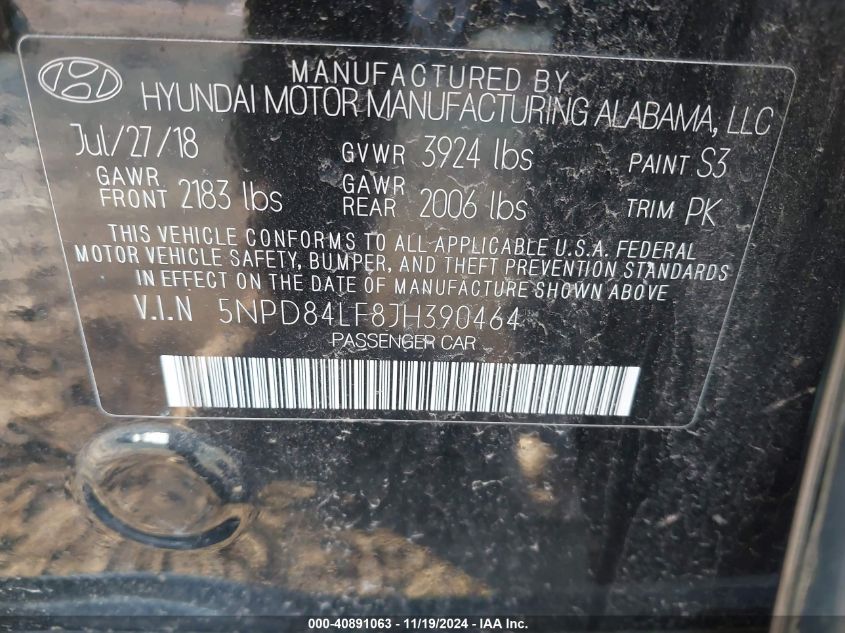 MANUFACTURED BY
HYUNDAI MOTOR MANUFACTURING ALABAMA, LLC
Jul/27/18 GVWR 3924 lbs PAINT S3
GAWR FRONT 2183 lbs GAWR REAR 2006 lbs TRIM PK
THIS VEHICLE CONFORMS TO ALL APPLICABLE U.S.A. FEDERAL
MOTOR VEHICLE SAFETY, BUMPER, AND THEFT PREVENTION STANDARDS
IN EFFECT ON THE DATE OF MANUFACTURE SHOWN ABOVE
V.I.N 5NPD84LF8JH390464
PASSENGER CAR
000-40891063 - 11/19/2024 - IAA Inc.